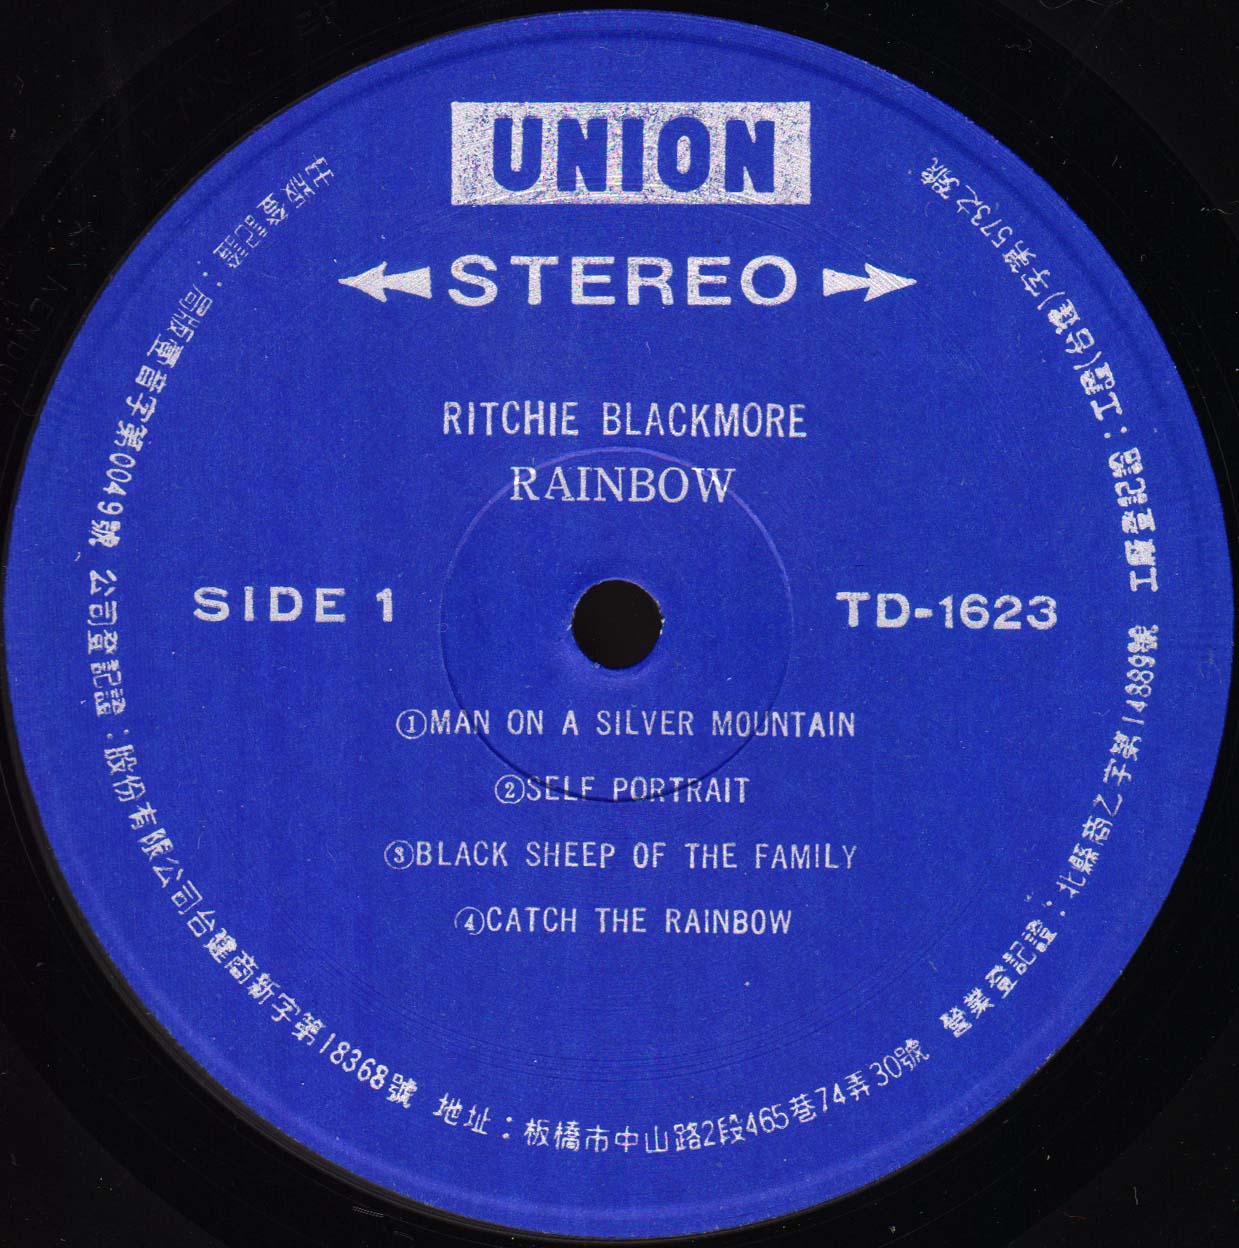 UNION
STEREO
RITCHIE BLACKMORE
RAINBOW
SIDE 1
TD-1623
①MAN ON A SILVER MOUNTAIN
②SELF PORTRAIT
③BLACK SHEEP OF THE FAMILY
④CATCH THE RAINBOW
出版登記證：局版臺音字第0049號 公司登記證：股份有限公司台建商新字第18368號 地址：板橋市中山路2段465巷74弄30號 營業登記證：北縣商乙字第14889號 工廠登記證號：工程(台建)字第573之3號